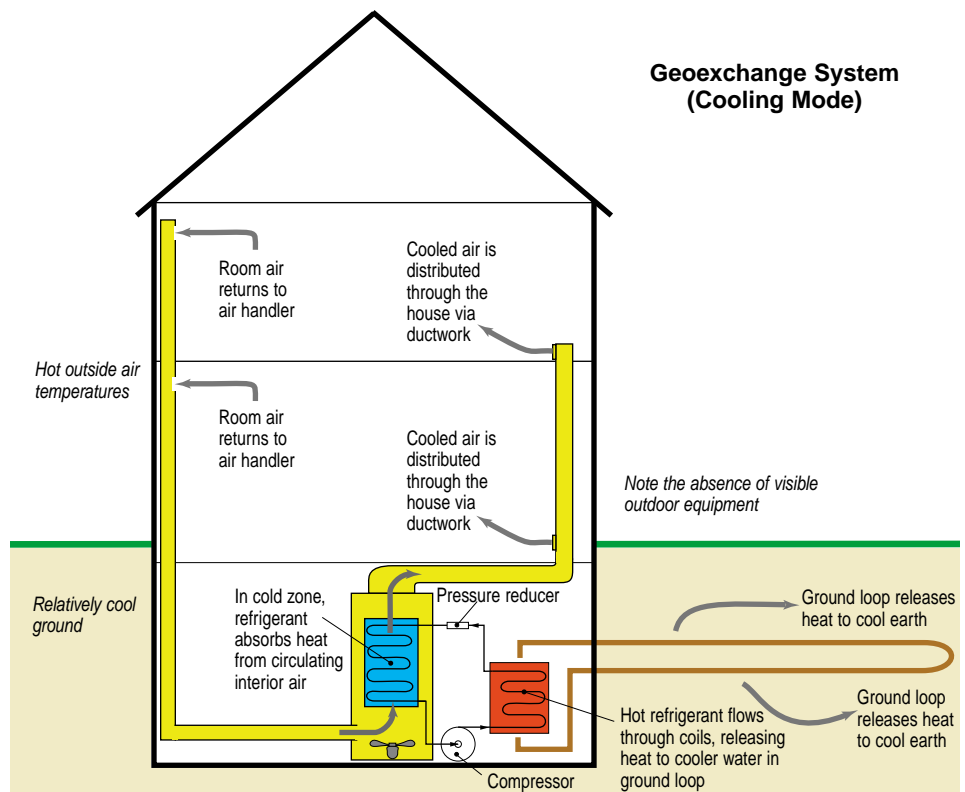 Geoexchange System
(Cooling Mode)
Room air
returns to
air handler
Cooled air is
distributed
through the
house via
ductwork
Hot outside air
temperatures
Room air
returns to
air handler
Cooled air is
distributed
through the
house via
ductwork
Note the absence of visible
outdoor equipment
Relatively cool
ground
In cold zone,
refrigerant
absorbs heat
from circulating
interior air
Pressure reducer
Ground loop releases
heat to cool earth
Ground loop
releases heat
to cool earth
Hot refrigerant flows
through coils, releasing
heat to cooler water in
ground loop
Compressor